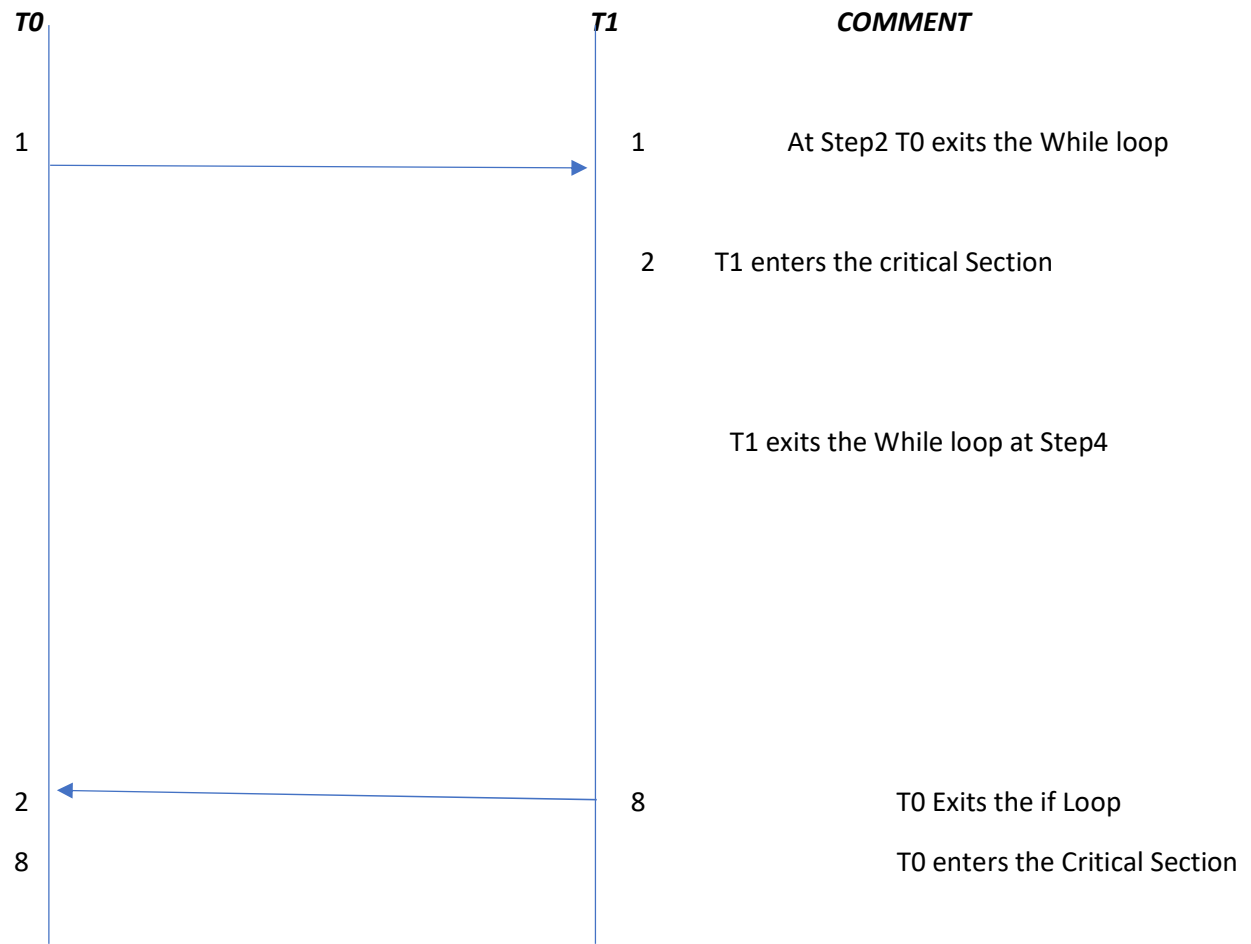 T0 T1 COMMENT
1 1 At Step2 T0 exits the While loop
2 T1 enters the critical Section
T1 exits the While loop at Step4
2 8 T0 Exits the if Loop
8 T0 enters the Critical Section